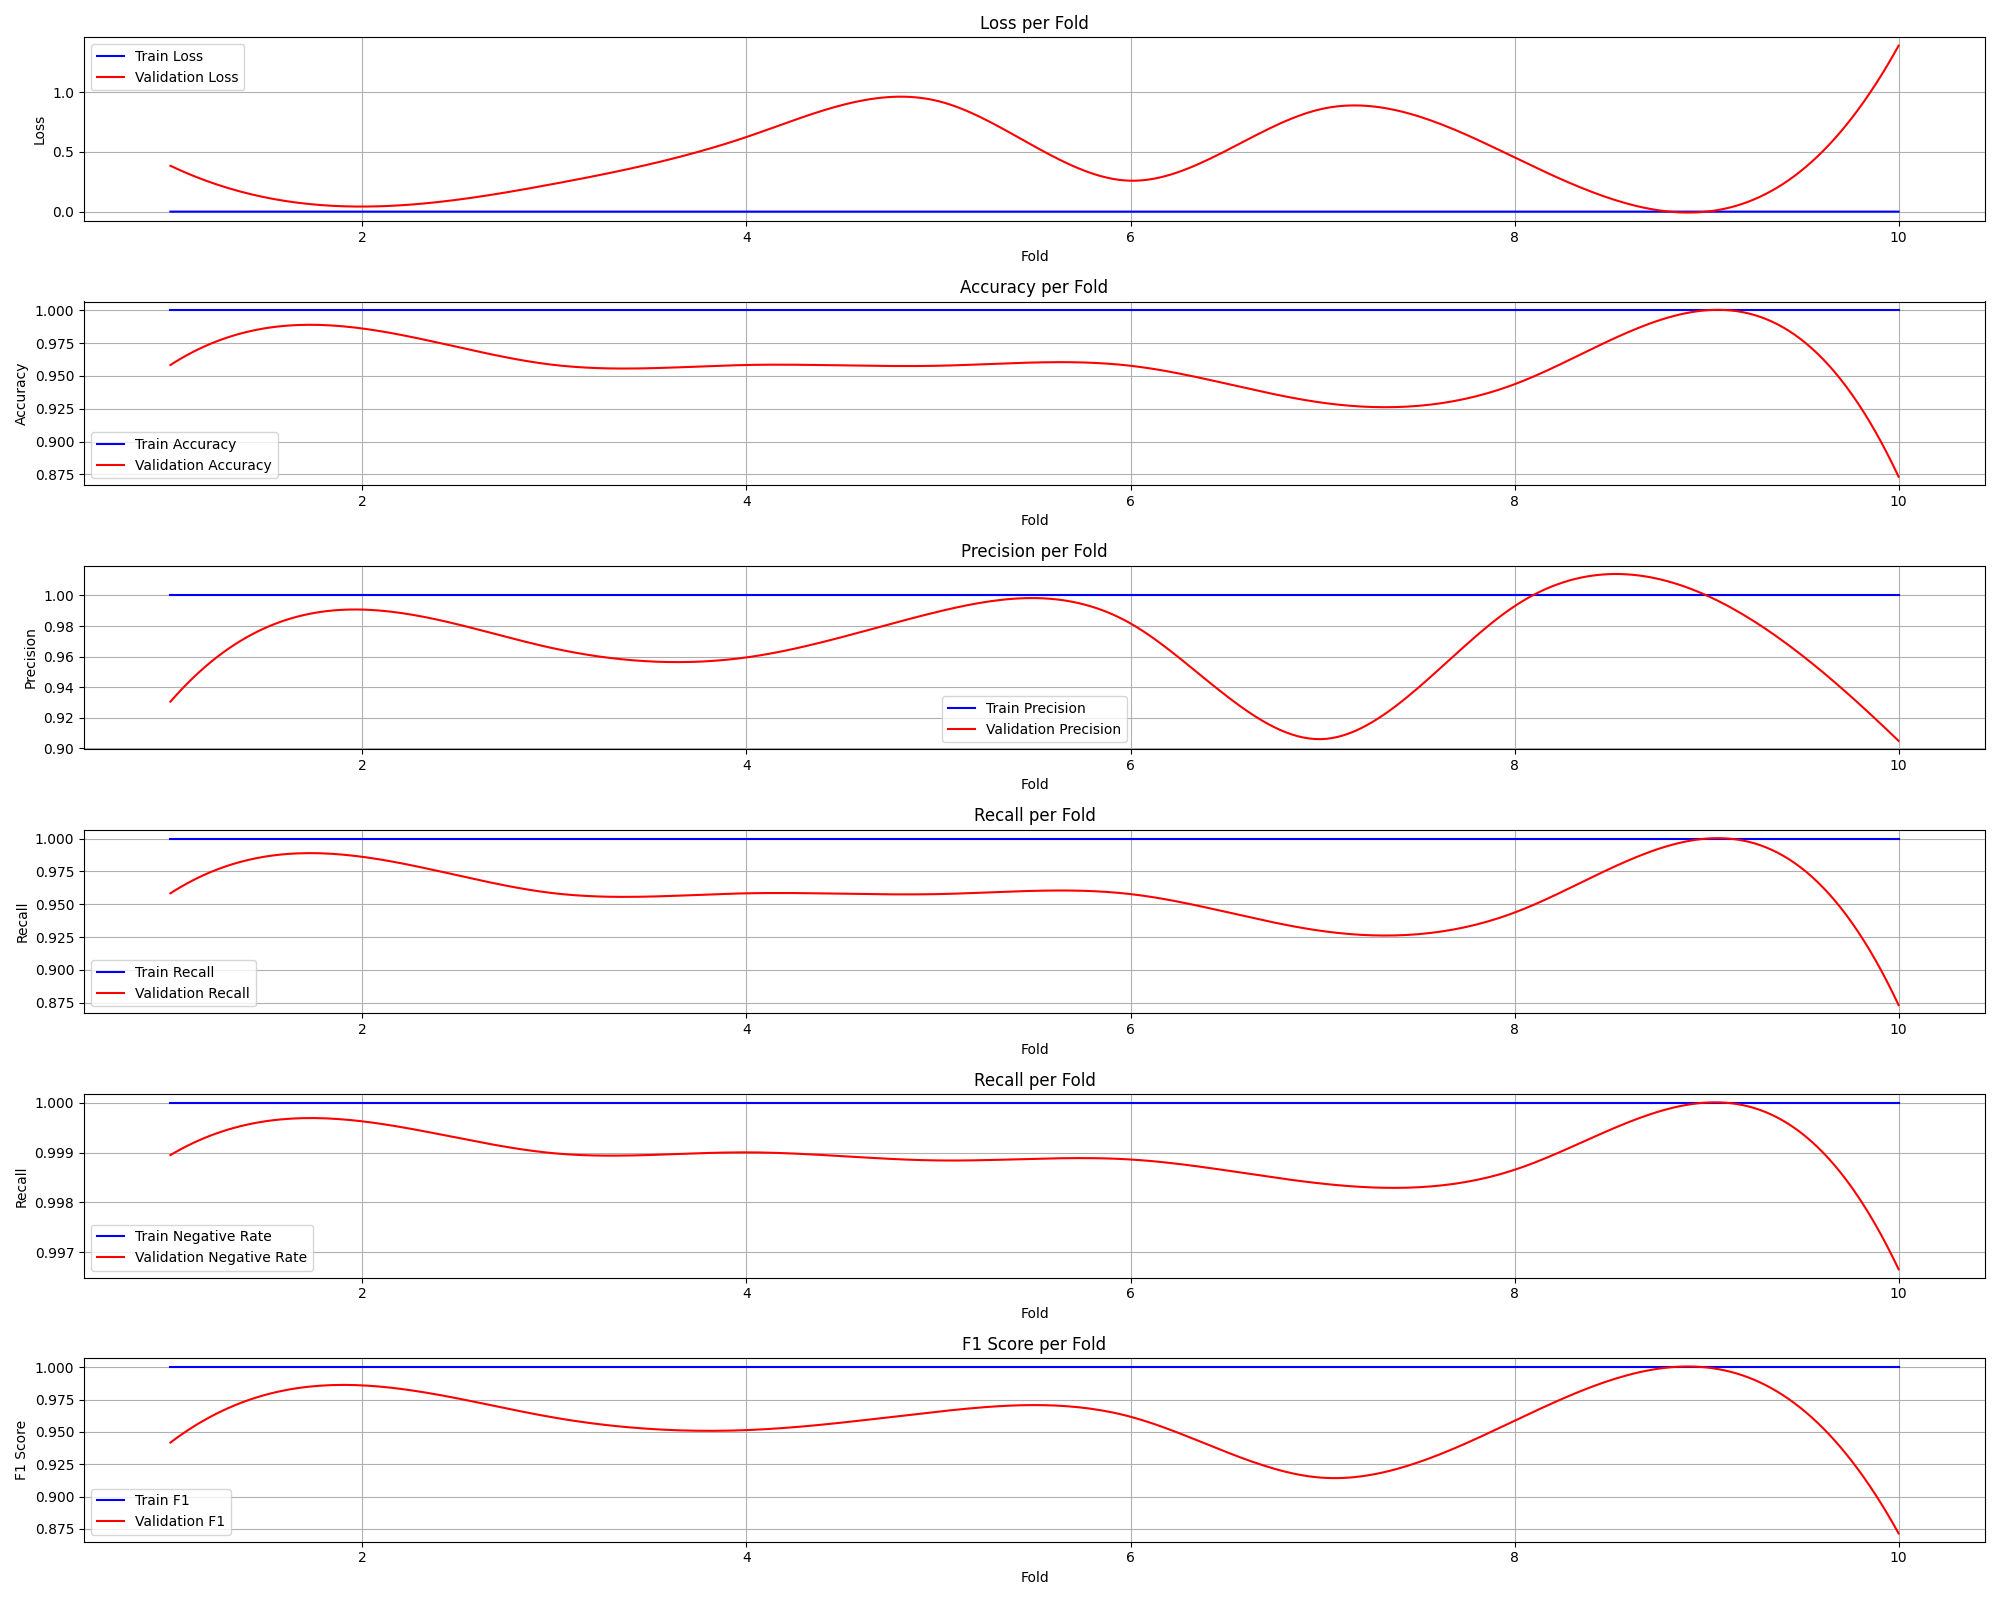 Loss per Fold
Train Loss
Validation Loss
1.0
0.5
0.0
Loss
2 4 6 8 10
Fold
Accuracy per Fold
1.000
0.975
0.950
0.925
0.900
0.875
Accuracy
Train Accuracy
Validation Accuracy
2 4 6 8 10
Fold
Precision per Fold
1.00
0.98
0.96
0.94
0.92
0.90
Precision
Train Precision
Validation Precision
2 4 6 8 10
Fold
Recall per Fold
1.000
0.975
0.950
0.925
0.900
0.875
Recall
Train Recall
Validation Recall
2 4 6 8 10
Fold
Recall per Fold
1.000
0.999
0.998
0.997
Recall
Train Negative Rate
Validation Negative Rate
2 4 6 8 10
Fold
F1 Score per Fold
1.000
0.975
0.950
0.925
0.900
0.875
F1 Score
Train F1
Validation F1
2 4 6 8 10
Fold